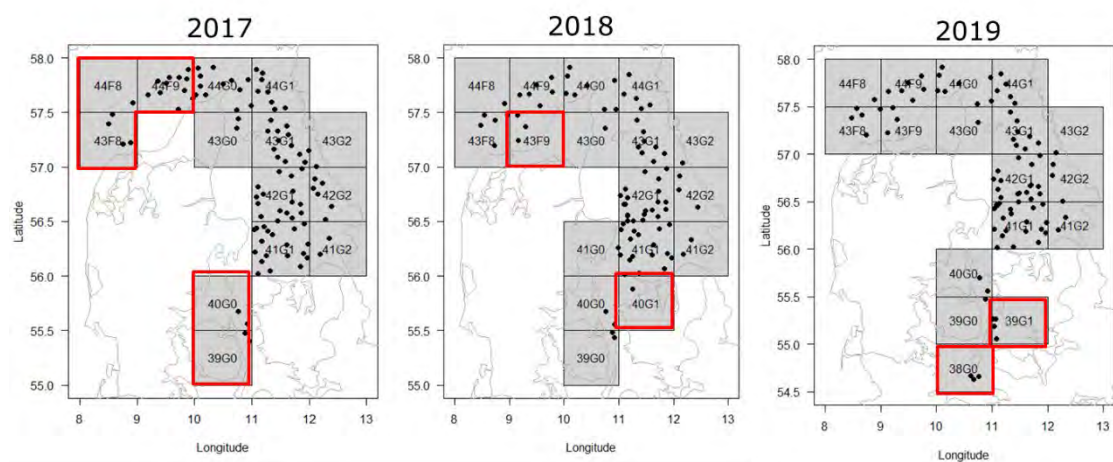 2017
2018
2019
58.0
57.5
57.0
56.5
56.0
55.5
55.0
Latitude
44F8
44F9
44G0
44G1
43F8
43G0
43G1
43G2
42G1
42G2
41G1
41G2
40G0
39G0
8 9 10 11 12 13
Longitude
58.0
57.5
57.0
56.5
56.0
55.5
55.0
Latitude
44F8
44F9
44G0
44G1
43F8
43F9
43G0
43G1
43G2
42G1
42G2
41G0
41G1
41G2
40G0
40G1
39G0
8 9 10 11 12 13
Longitude
58.0
57.5
57.0
56.5
56.0
55.5
55.0
54.5
Latitude
44F8
44F9
44G0
44G1
43F8
43F9
43G0
43G1
43G2
42G1
42G2
41G1
41G2
40G0
39G0
39G1
38G0
8 9 10 11 12 13
Longitude